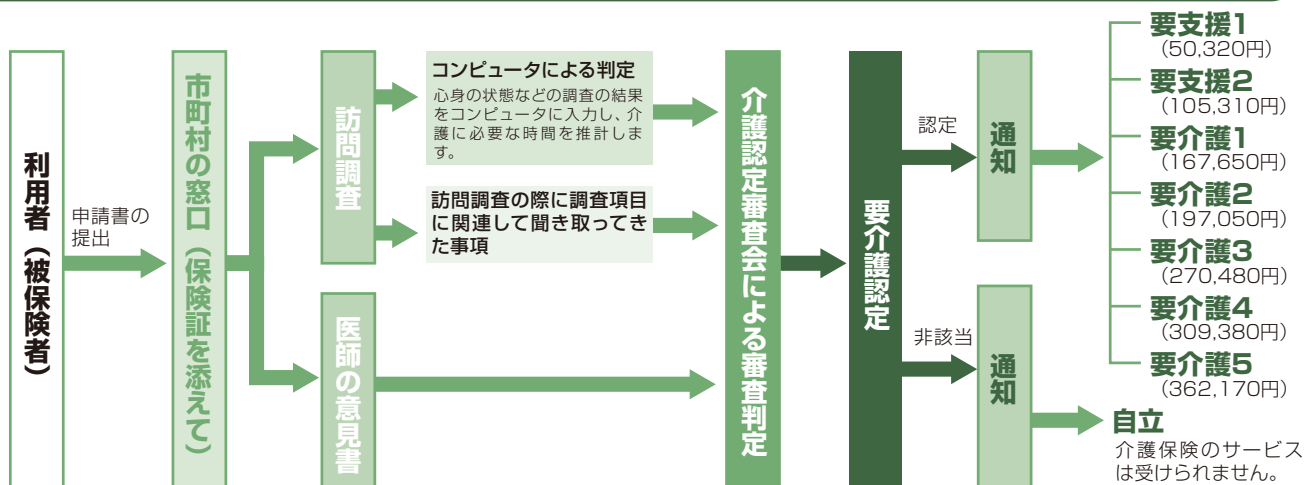 利用者（被保険者）
申請書の
提出
市町村の窓口（保険証を添えて）
訪問調査
コンピュータによる判定
心身の状態などの調査の結果
をコンピュータに入力し、介
護に必要な時間を推計しま
す。
訪問調査の際に調査項目
に関連して聞き取ってき
た事項
医師の意見書
介護認定審査会による審査判定
要介護認定
認定
通知
要支援1
（50,320円）
要支援2
（105,310円）
要介護1
（167,650円）
要介護2
（197,050円）
要介護3
（270,480円）
要介護4
（309,380円）
要介護5
（362,170円）
非該当
通知
自立
介護保険のサービス
は受けられません。